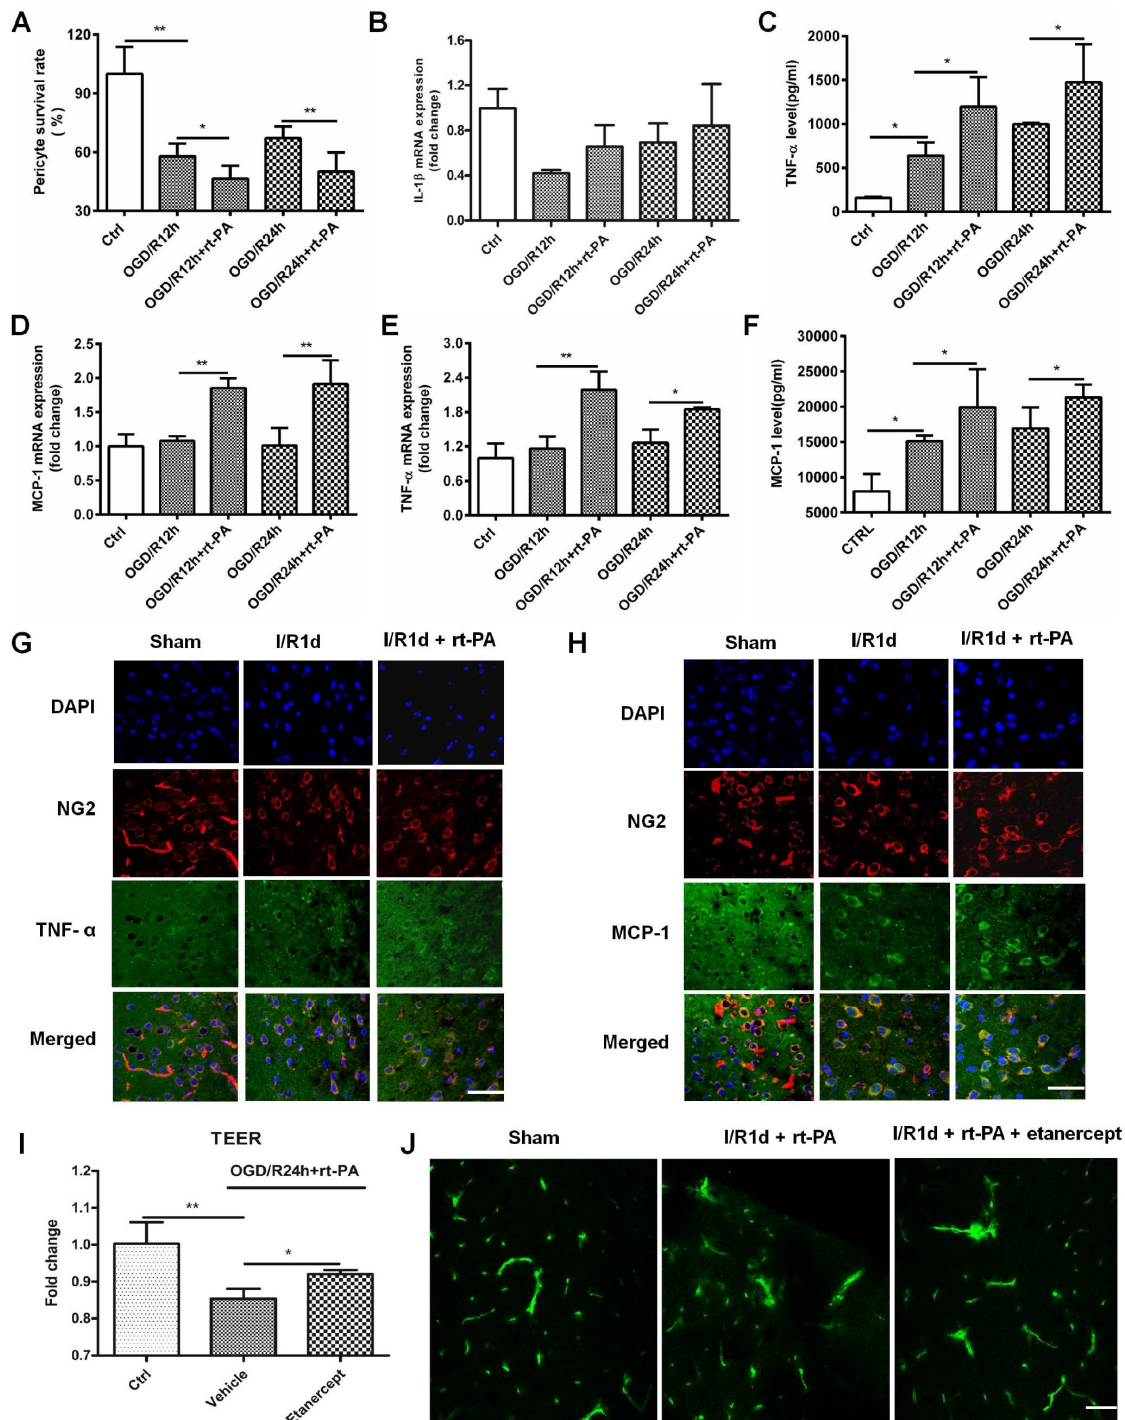 A
Pericyte survival rate
( %)
120
90
60
30
**
*
**
Ctrl
OGD/R12h
OGD/R12h+rt-PA
OGD/R24h
OGD/R24h+rt-PA
B
IL-1β mRNA expression
(fold change)
1.6
1.2
0.8
0.4
0.0
Ctrl
OGD/R12h
OGD/R12h+rt-PA
OGD/R24h
OGD/R24h+rt-PA
C
TNF-α level(pg/ml)
2000
1500
1000
500
0
*
*
*
Ctrl
OGD/R12h
OGD/R12h+rt-PA
OGD/R24h
OGD/R24h+rt-PA
D
MCP-1 mRNA expression
(fold change)
2.5
2.0
1.5
1.0
0.5
0.0
**
**
Ctrl
OGD/R12h
OGD/R12h+rt-PA
OGD/R24h
OGD/R24h+rt-PA
E
TNF-α mRNA expression
(fold change)
3.0
2.4
1.8
1.2
0.6
0.0
**
*
Ctrl
OGD/R12h
OGD/R12h+rt-PA
OGD/R24h
OGD/R24h+rt-PA
F
MCP-1 level(pg/ml)
30000
25000
20000
15000
10000
5000
*
*
*
CTRL
OGD/R12h
OGD/R12h+rt-PA
OGD/R24h
OGD/R24h+rt-PA
G
Sham
I/R1d
I/R1d + rt-PA
DAPI
NG2
TNF- α
Merged
H
Sham
I/R1d
I/R1d + rt-PA
DAPI
NG2
MCP-1
Merged
I
TEER
OGD/R24h+rt-PA
Fold change
1.2
1.1
1.0
0.9
0.8
0.7
**
*
Ctrl
Vehicle
Etanercept
J
Sham
I/R1d + rt-PA
I/R1d + rt-PA + etanercept